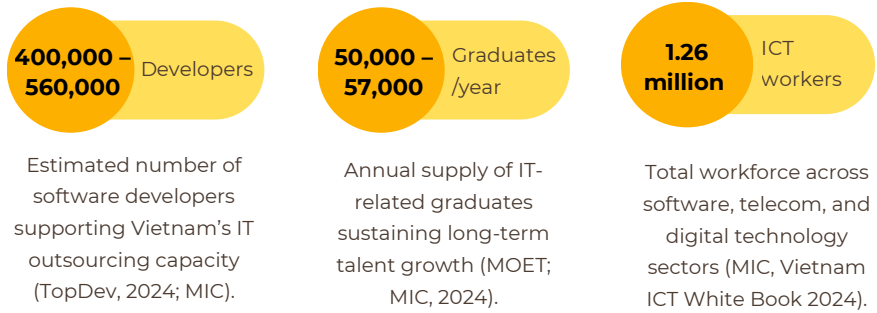 400,000 –
560,000
Developers
Estimated number of
software developers
supporting Vietnam's IT
outsourcing capacity
(TopDev, 2024; MIC).
50,000 –
57,000
Graduates
/year
Annual supply of IT-
related graduates
sustaining long-term
talent growth (MOET;
MIC, 2024).
1.26
million
ICT
workers
Total workforce across
software, telecom, and
digital technology
sectors (MIC, Vietnam
ICT White Book 2024).